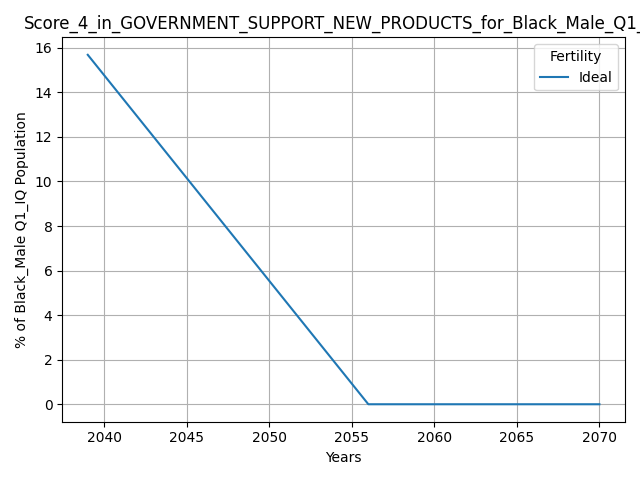 Score_4_in_GOVERNMENT_SUPPORT_NEW_PRODUCTS_for_Black_Male_Q1_
Fertility
Ideal
% of Black_Male Q1_IQ Population
16
14
12
10
8
6
4
2
0
2040 2045 2050 2055 2060 2065 2070
Years